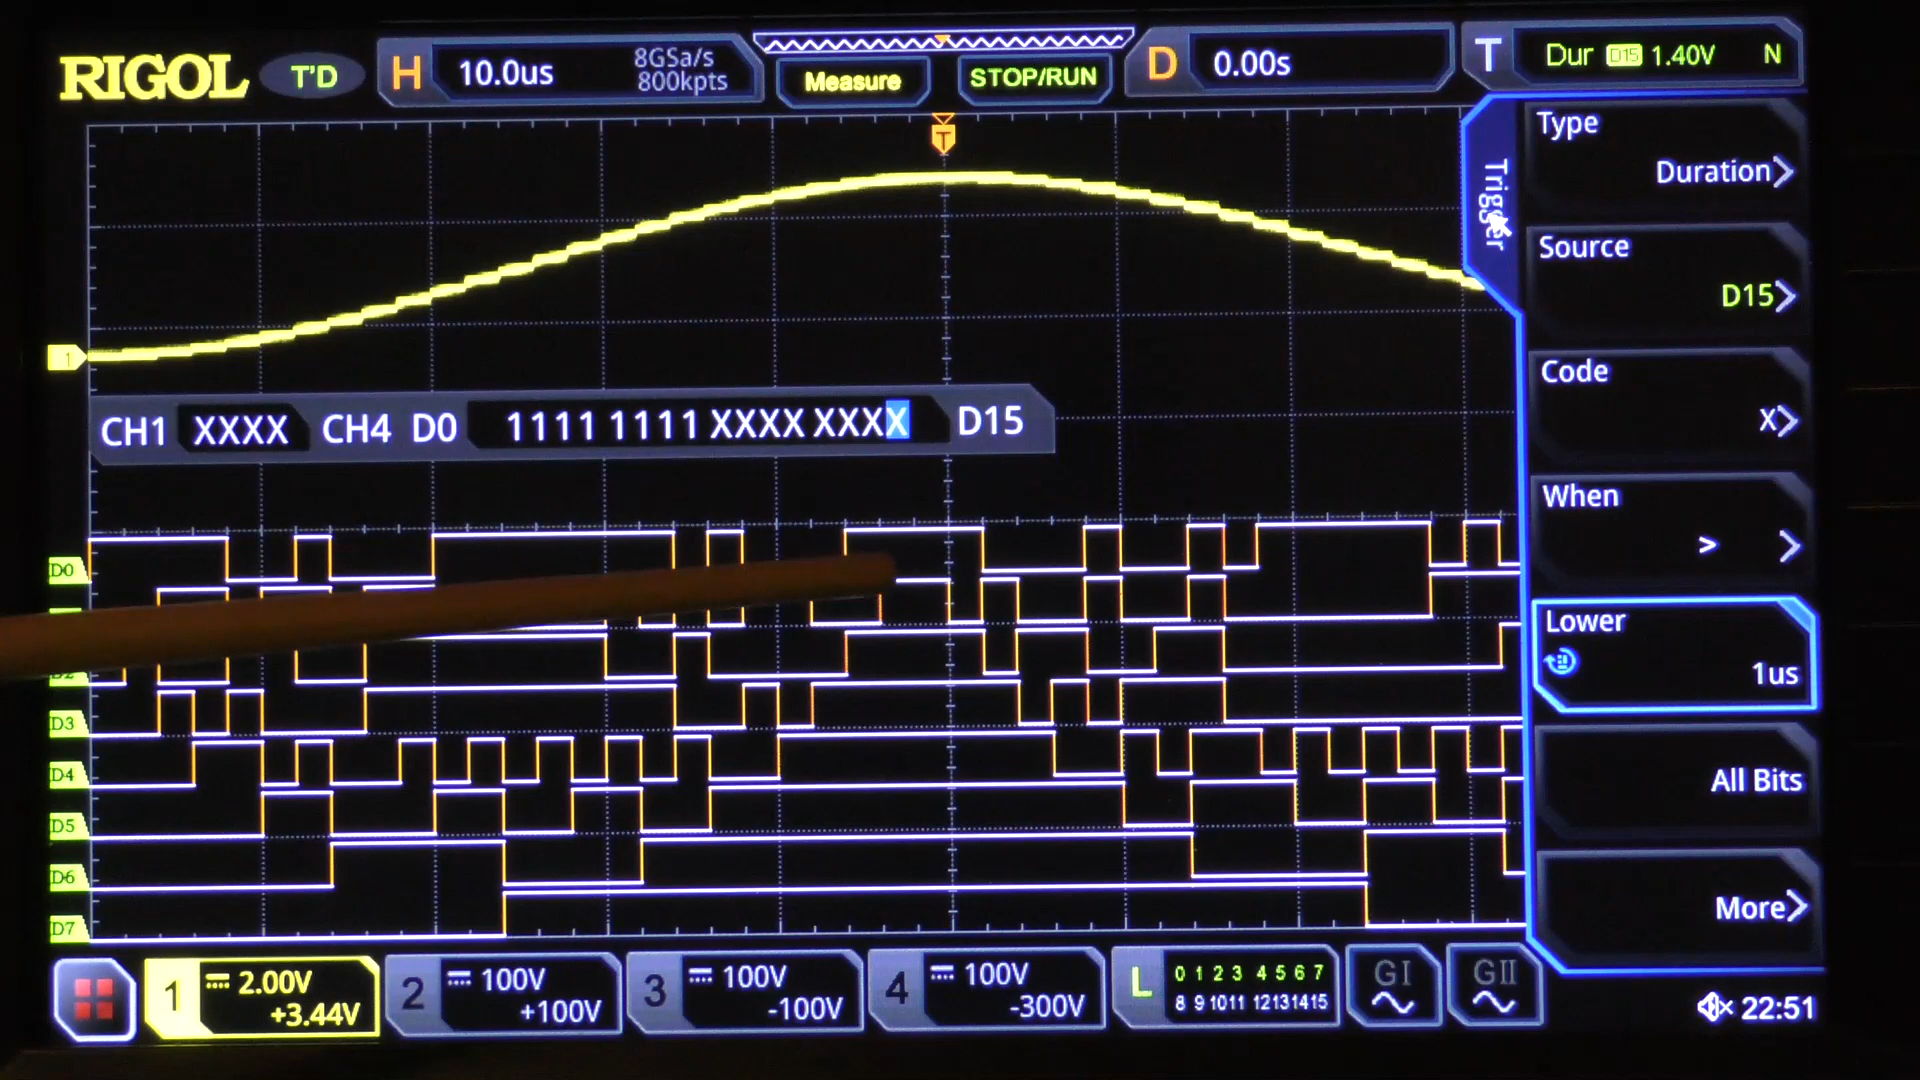 RIGOL T'D H 10.0us 8GSa/s 800kpts Measure STOP/RUN D 0.00s T Dur D15 1.40V N
T
Trigger
Type
Duration
Source
D15
1
Code
X
CH1 XXXX CH4 D0 1111 1111 XXXX XXXX D15
When
>
D0
Lower
1us
D2
D3
D4
All Bits
D5
D6
More
D7
1 2.00V +3.44V
2 100V +100V
3 100V -100V
4 100V -300V
L 0 1 2 3 4 5 6 7
8 9 10 11 12 13 14 15
GI
GII
22:51